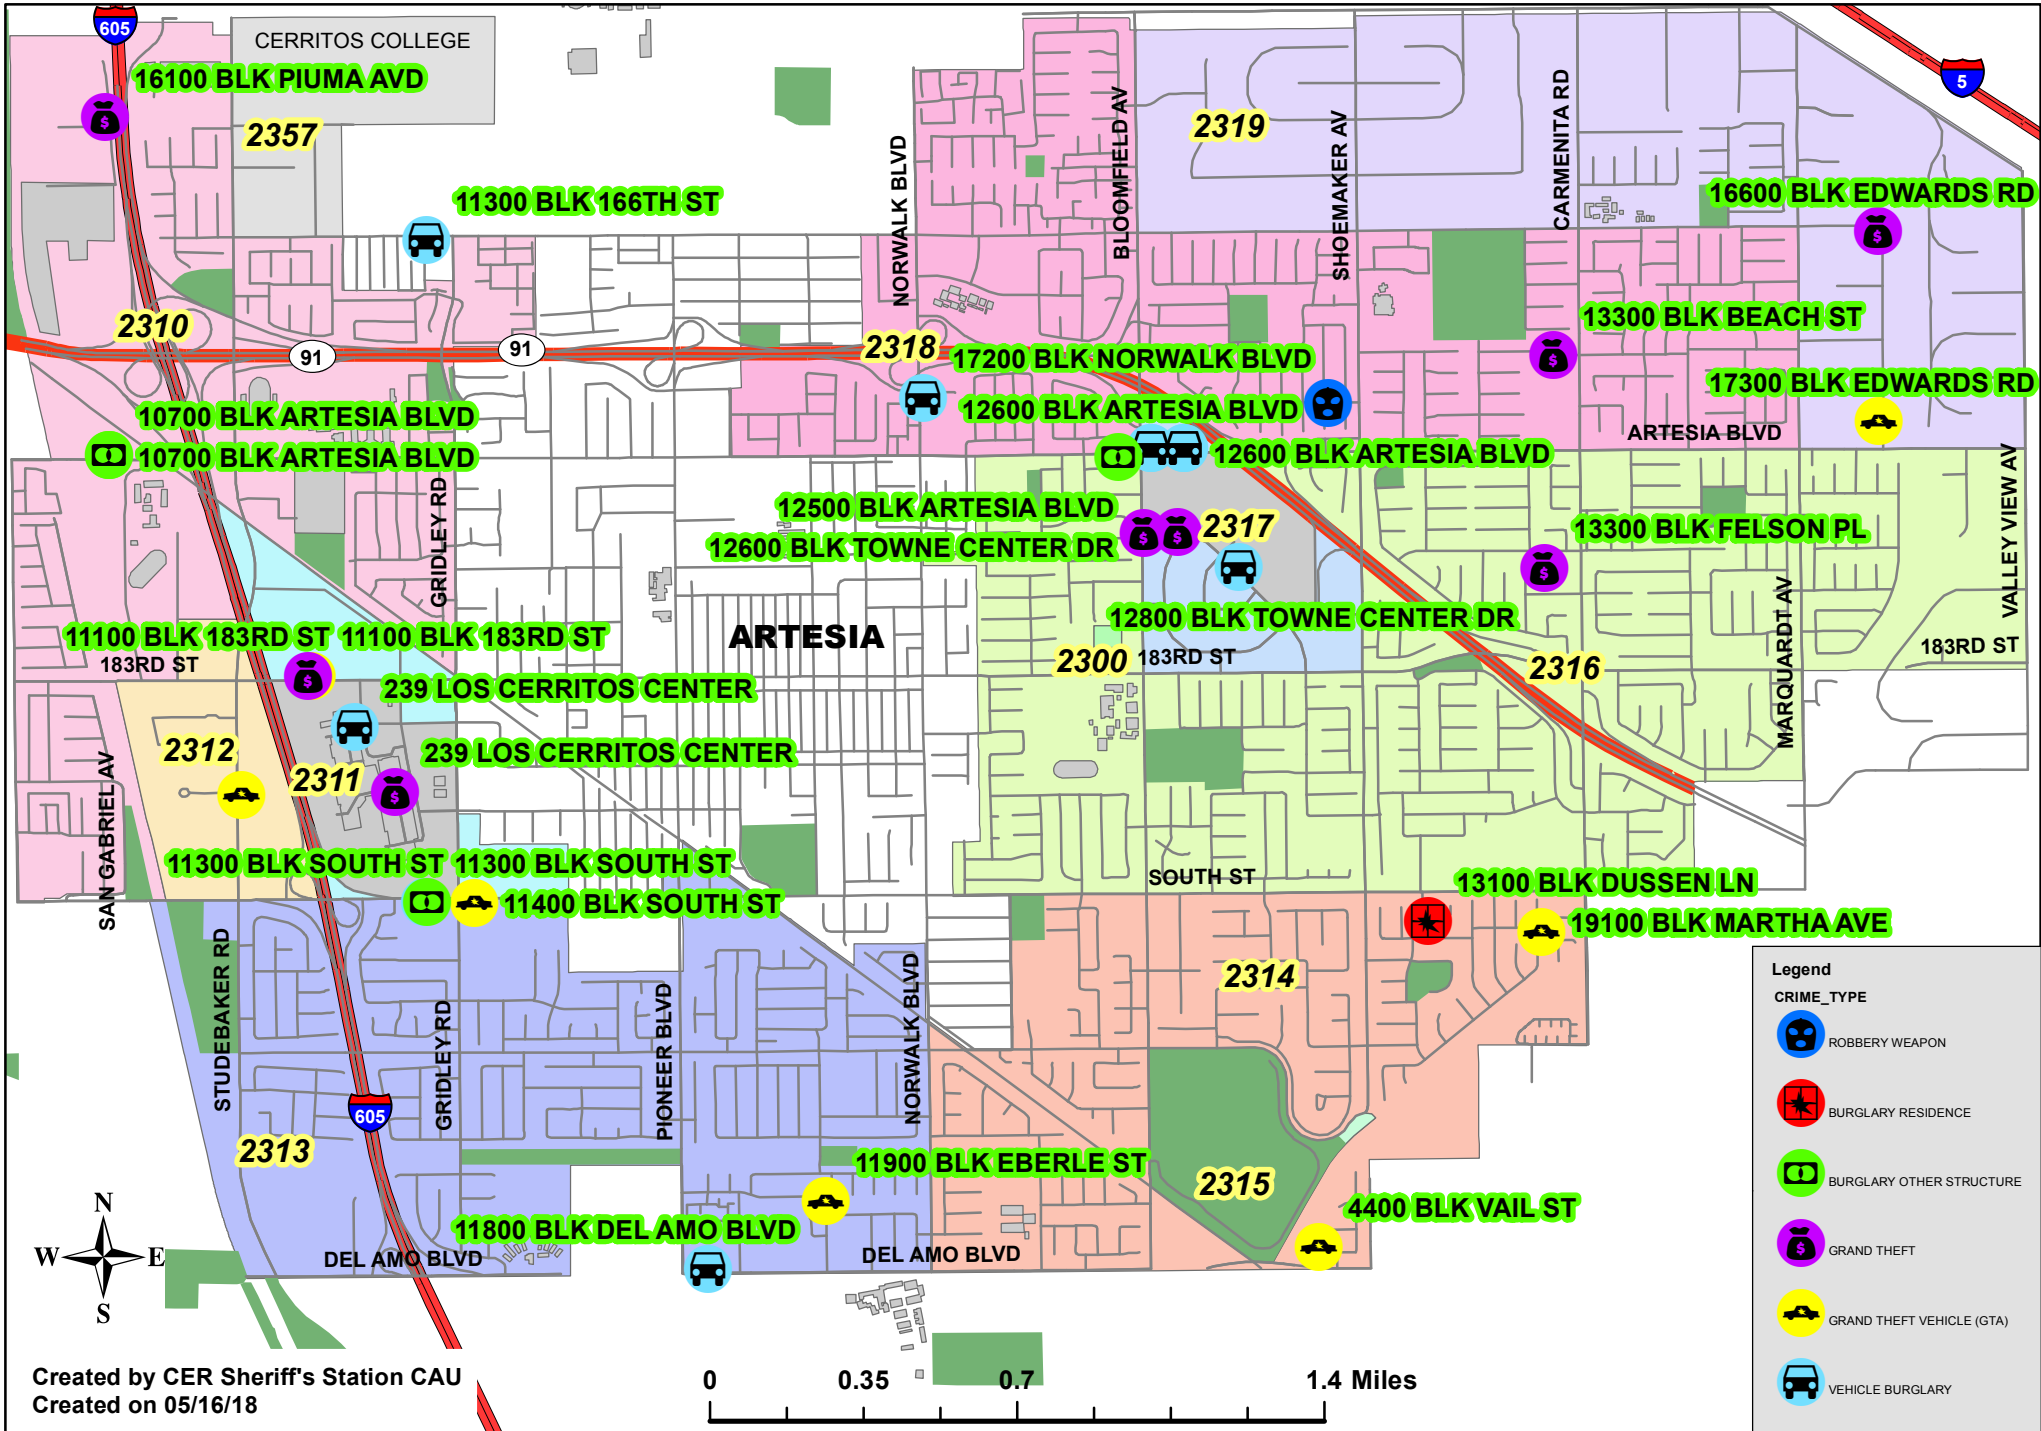 605
CERRITOS COLLEGE
5
16100 BLK PIUMA AVD
2357
2319
BLOOMFIELD AV
SHOEMAKER AV
CARMENITA RD
NORWALK BLVD
11300 BLK 166TH ST
16600 BLK EDWARDS RD
2310
91
91
2318
13300 BLK BEACH ST
17200 BLK NORWALK BLVD
17300 BLK EDWARDS RD
10700 BLK ARTESIA BLVD
12600 BLK ARTESIA BLVD
ARTESIA BLVD
10700 BLK ARTESIA BLVD
12600 BLK ARTESIA BLVD
GRIDLEY RD
12500 BLK ARTESIA BLVD
2317
13300 BLK FELSON PL
VALLEY VIEW AV
12600 BLK TOWNE CENTER DR
12800 BLK TOWNE CENTER DR
11100 BLK 183RD ST
11100 BLK 183RD ST
ARTESIA
183RD ST
2300
183RD ST
2316
MARQUARDT AV
183RD ST
239 LOS CERRITOS CENTER
2312
2311
239 LOS CERRITOS CENTER
SAN GABRIEL AV
11300 BLK SOUTH ST
11300 BLK SOUTH ST
SOUTH ST
13100 BLK DUSSEN LN
11400 BLK SOUTH ST
19100 BLK MARTHA AVE
STUDEBAKER RD
GRIDLEY RD
PIONEER BLVD
NORWALK BLVD
2314
605
2313
11900 BLK EBERLE ST
2315
4400 BLK VAIL ST
11800 BLK DEL AMO BLVD
DEL AMO BLVD
DEL AMO BLVD
N
W
E
S
Legend
CRIME_TYPE
ROBBERY WEAPON
BURGLARY RESIDENCE
BURGLARY OTHER STRUCTURE
GRAND THEFT
GRAND THEFT VEHICLE (GTA)
VEHICLE BURGLARY
Created by CER Sheriff's Station CAU
Created on 05/16/18
0 0.35 0.7 1.4 Miles